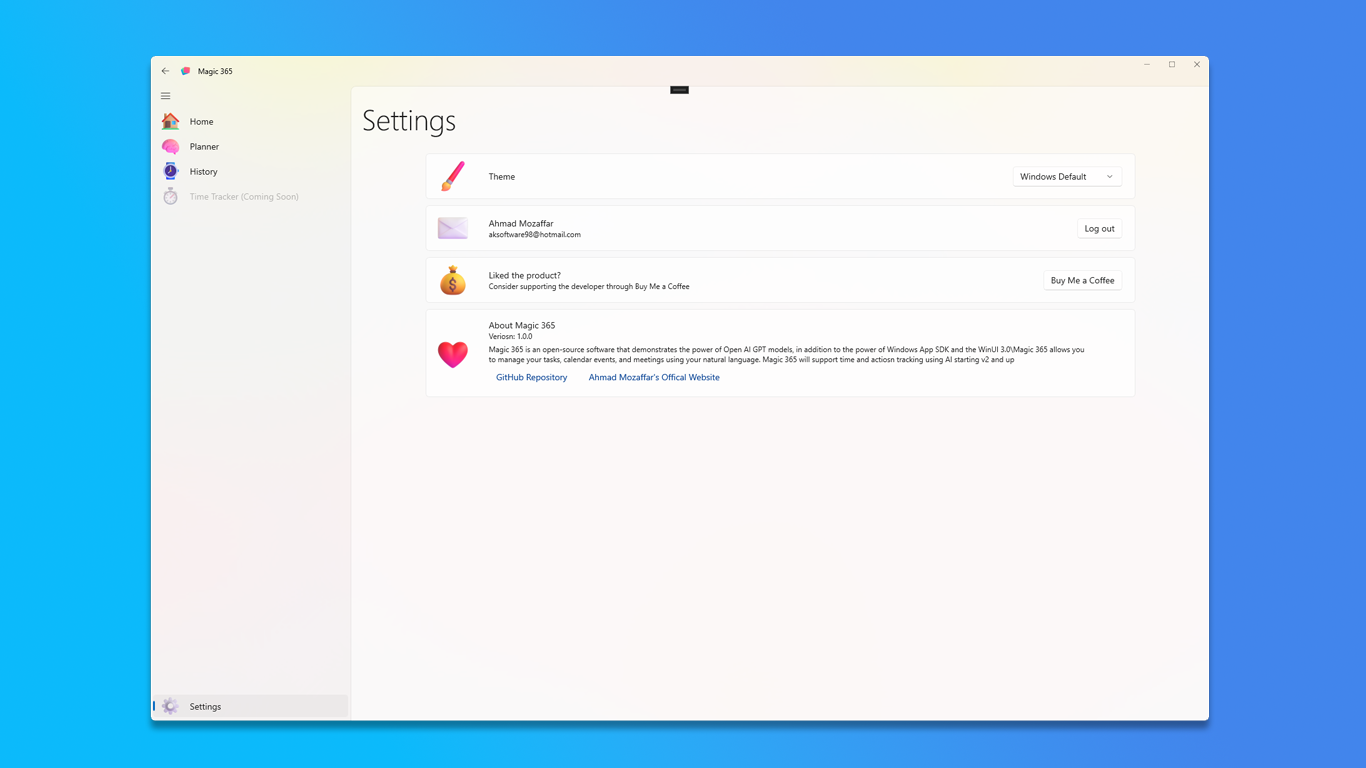 Magic 365
Home
Planner
History
Time Tracker (Coming Soon)
Settings
Settings
Theme
Windows Default
Ahmad Mozaffar
aksoftware98@hotmail.com
Log out
Liked the product?
Consider supporting the developer through Buy Me a Coffee
Buy Me a Coffee
About Magic 365
Veriosn: 1.0.0
Magic 365 is an open-source software that demonstrates the power of Open AI GPT models, in addition to the power of Windows App SDK and the WinUI 3.0\Magic 365 allows you
to manage your tasks, calendar events, and meetings using your natural language. Magic 365 will support time and actiosn tracking using AI starting v2 and up
GitHub Repository
Ahmad Mozaffar's Offical Website